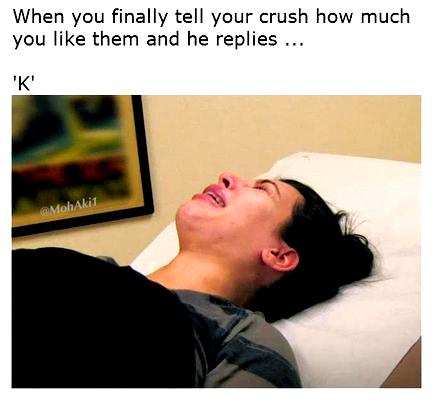 When you finally tell your crush how much
you like them and he replies ...
'K'
@MohAki1